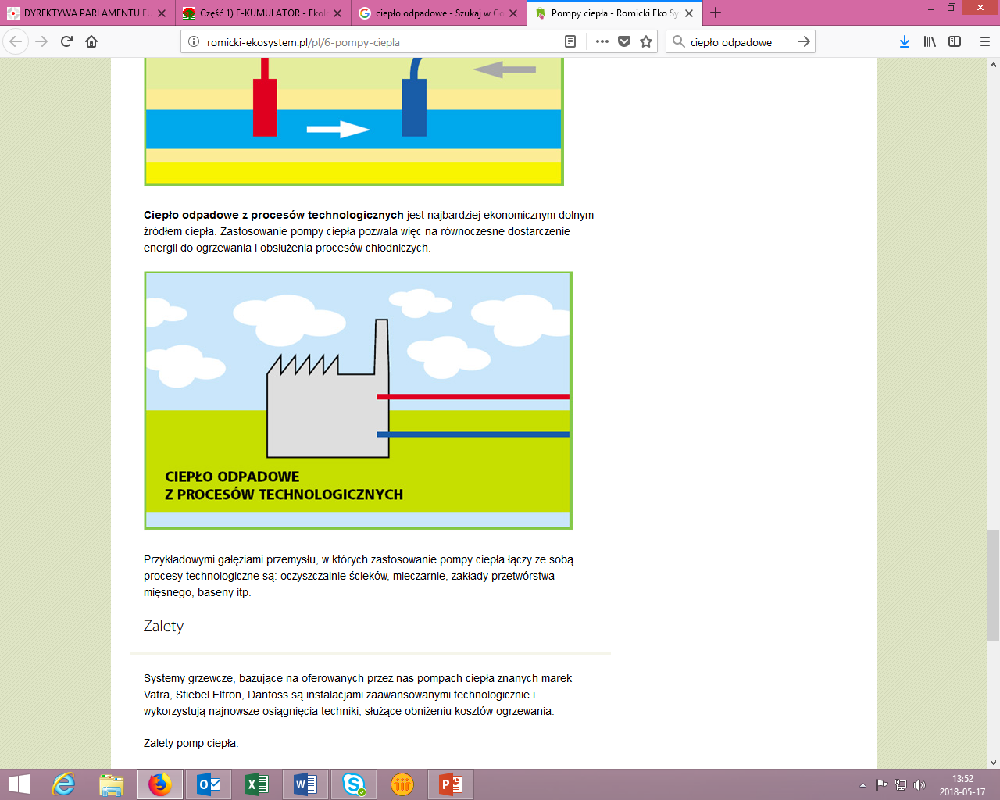 DYREKTYWA PARLAMENTU EU
Część 1) E-KUMULATOR - Ekol
ciepło odpadowe - Szukaj w Go
Pompy ciepła - Romicki Eko Sy
romicki-ekosystem.pl/pl/6-pompy-ciepla
ciepło odpadowe
Ciepło odpadowe z procesów technologicznych jest najbardziej ekonomicznym dolnym
źródłem ciepła. Zastosowanie pompy ciepła pozwala więc na równoczesne dostarczenie
energii do ogrzewania i obsłużenia procesów chłodniczych.
CIEPŁO ODPADOWE
Z PROCESÓW TECHNOLOGICZNYCH
Przykładowymi gałęziami przemysłu, w których zastosowanie pompy ciepła łączy ze sobą
procesy technologiczne są: oczyszczalnie ścieków, mleczarnie, zakłady przetwórstwa
mięsnego, baseny itp.
Zalety
Systemy grzewcze, bazujące na oferowanych przez nas pompach ciepła znanych marek
Vatra, Stiebel Eltron, Danfoss są instalacjami zaawansowanymi technologicznie i
wykorzystują najnowsze osiągnięcia techniki, służące obniżeniu kosztów ogrzewania.
Zalety pomp ciepła:
13:52
2018-05-17